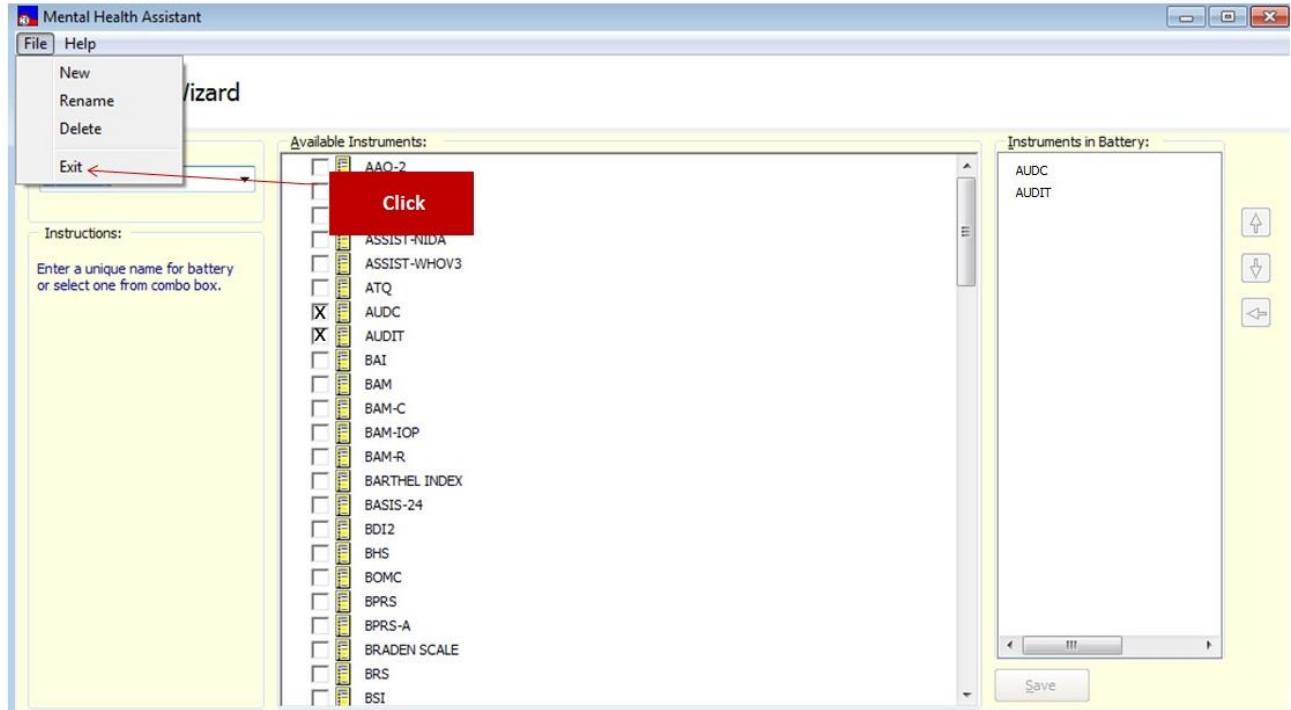 Mental Health Assistant
File Help
New
Rename
Delete
Exit
Wizard
Available Instruments:
AAQ-2
Click
ASSIST-NIDA
ASSIST-WHOV3
ATQ
AUDC
AUDIT
BAI
BAM
BAM-C
BAM-IOP
BAM-R
BARTHEL INDEX
BASIS-24
BDI2
BHS
BOMC
BPRS
BPRS-A
BRADEN SCALE
BRS
BSI
Instructions:
Enter a unique name for battery
or select one from combo box.
Instruments in Battery:
AUDC
AUDIT
Save